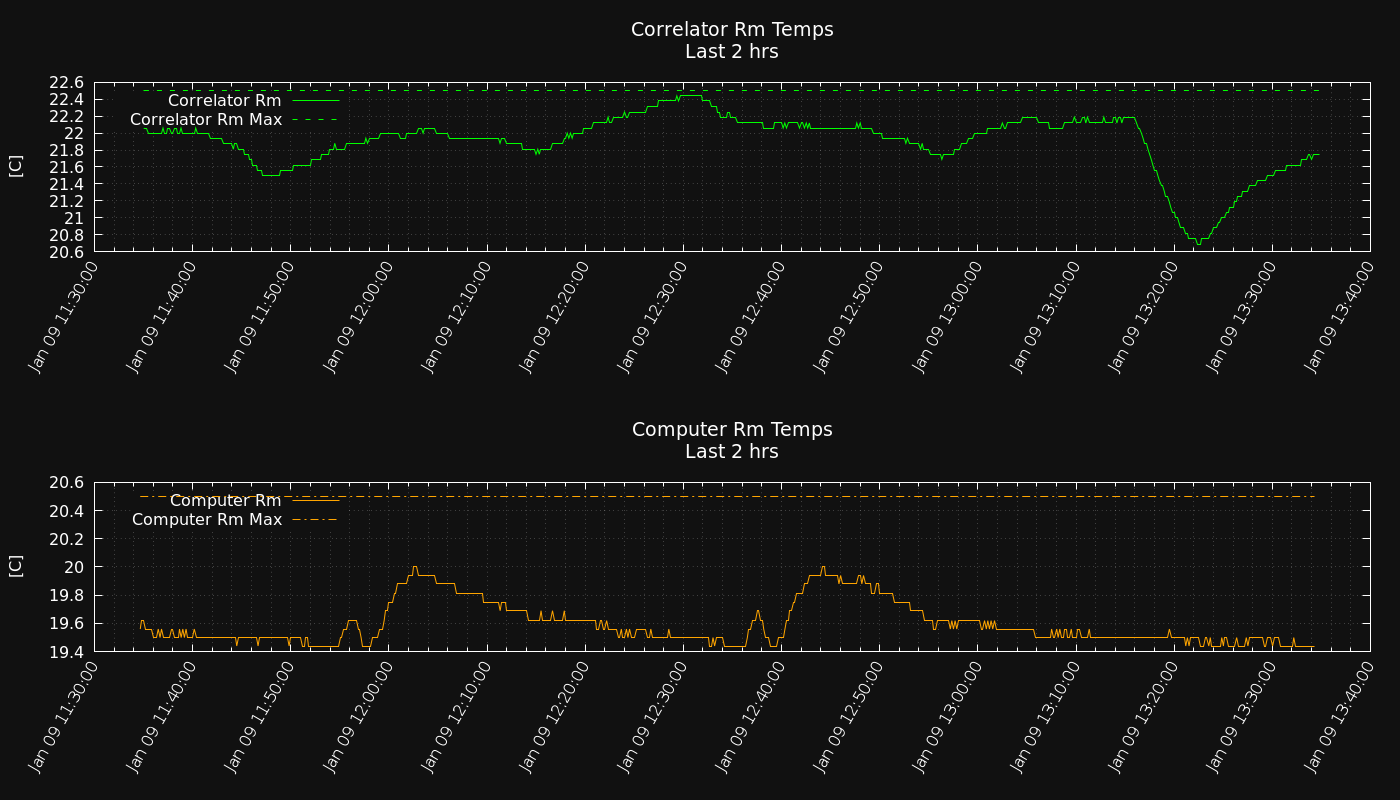 Correlator Rm Temps
Last 2 hrs
22.6
22.4
22.2
22
21.8
21.6
21.4
21.2
21
20.8
20.6
[C]
Correlator Rm
Correlator Rm Max
Jan 09 11:30:00
Jan 09 11:40:00
Jan 09 11:50:00
Jan 09 12:00:00
Jan 09 12:10:00
Jan 09 12:20:00
Jan 09 12:30:00
Jan 09 12:40:00
Jan 09 12:50:00
Jan 09 13:00:00
Jan 09 13:10:00
Jan 09 13:20:00
Jan 09 13:30:00
Jan 09 13:40:00
Computer Rm Temps
Last 2 hrs
20.6
20.4
20.2
20
19.8
19.6
19.4
[C]
Computer Rm
Computer Rm Max
Jan 09 11:30:00
Jan 09 11:40:00
Jan 09 11:50:00
Jan 09 12:00:00
Jan 09 12:10:00
Jan 09 12:20:00
Jan 09 12:30:00
Jan 09 12:40:00
Jan 09 12:50:00
Jan 09 13:00:00
Jan 09 13:10:00
Jan 09 13:20:00
Jan 09 13:30:00
Jan 09 13:40:00